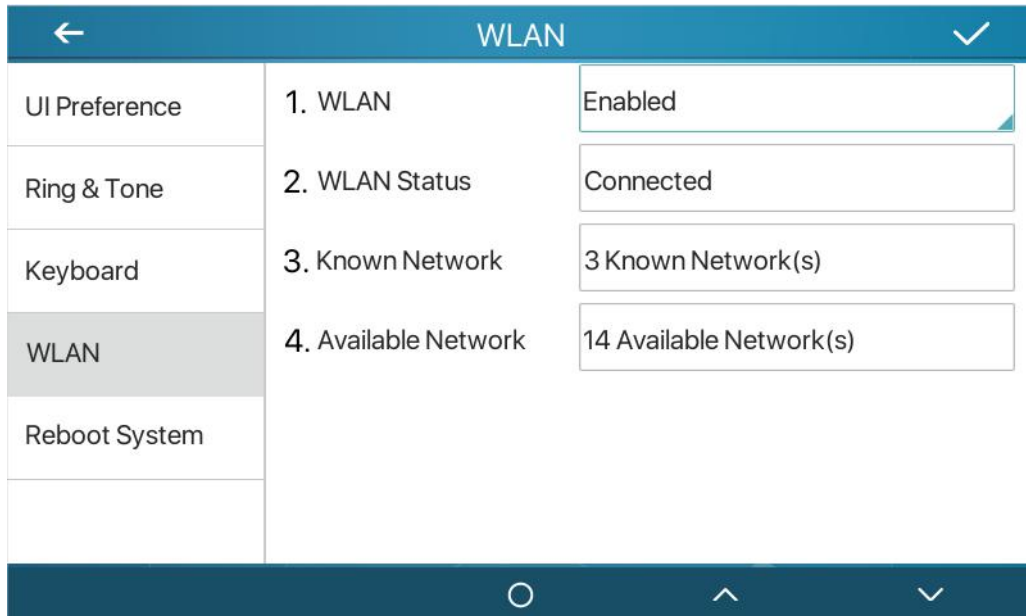 WLAN
UI Preference
Ring & Tone
Keyboard
WLAN
Reboot System
1. WLAN Enabled
2. WLAN Status Connected
3. Known Network 3 Known Network(s)
4. Available Network 14 Available Network(s)